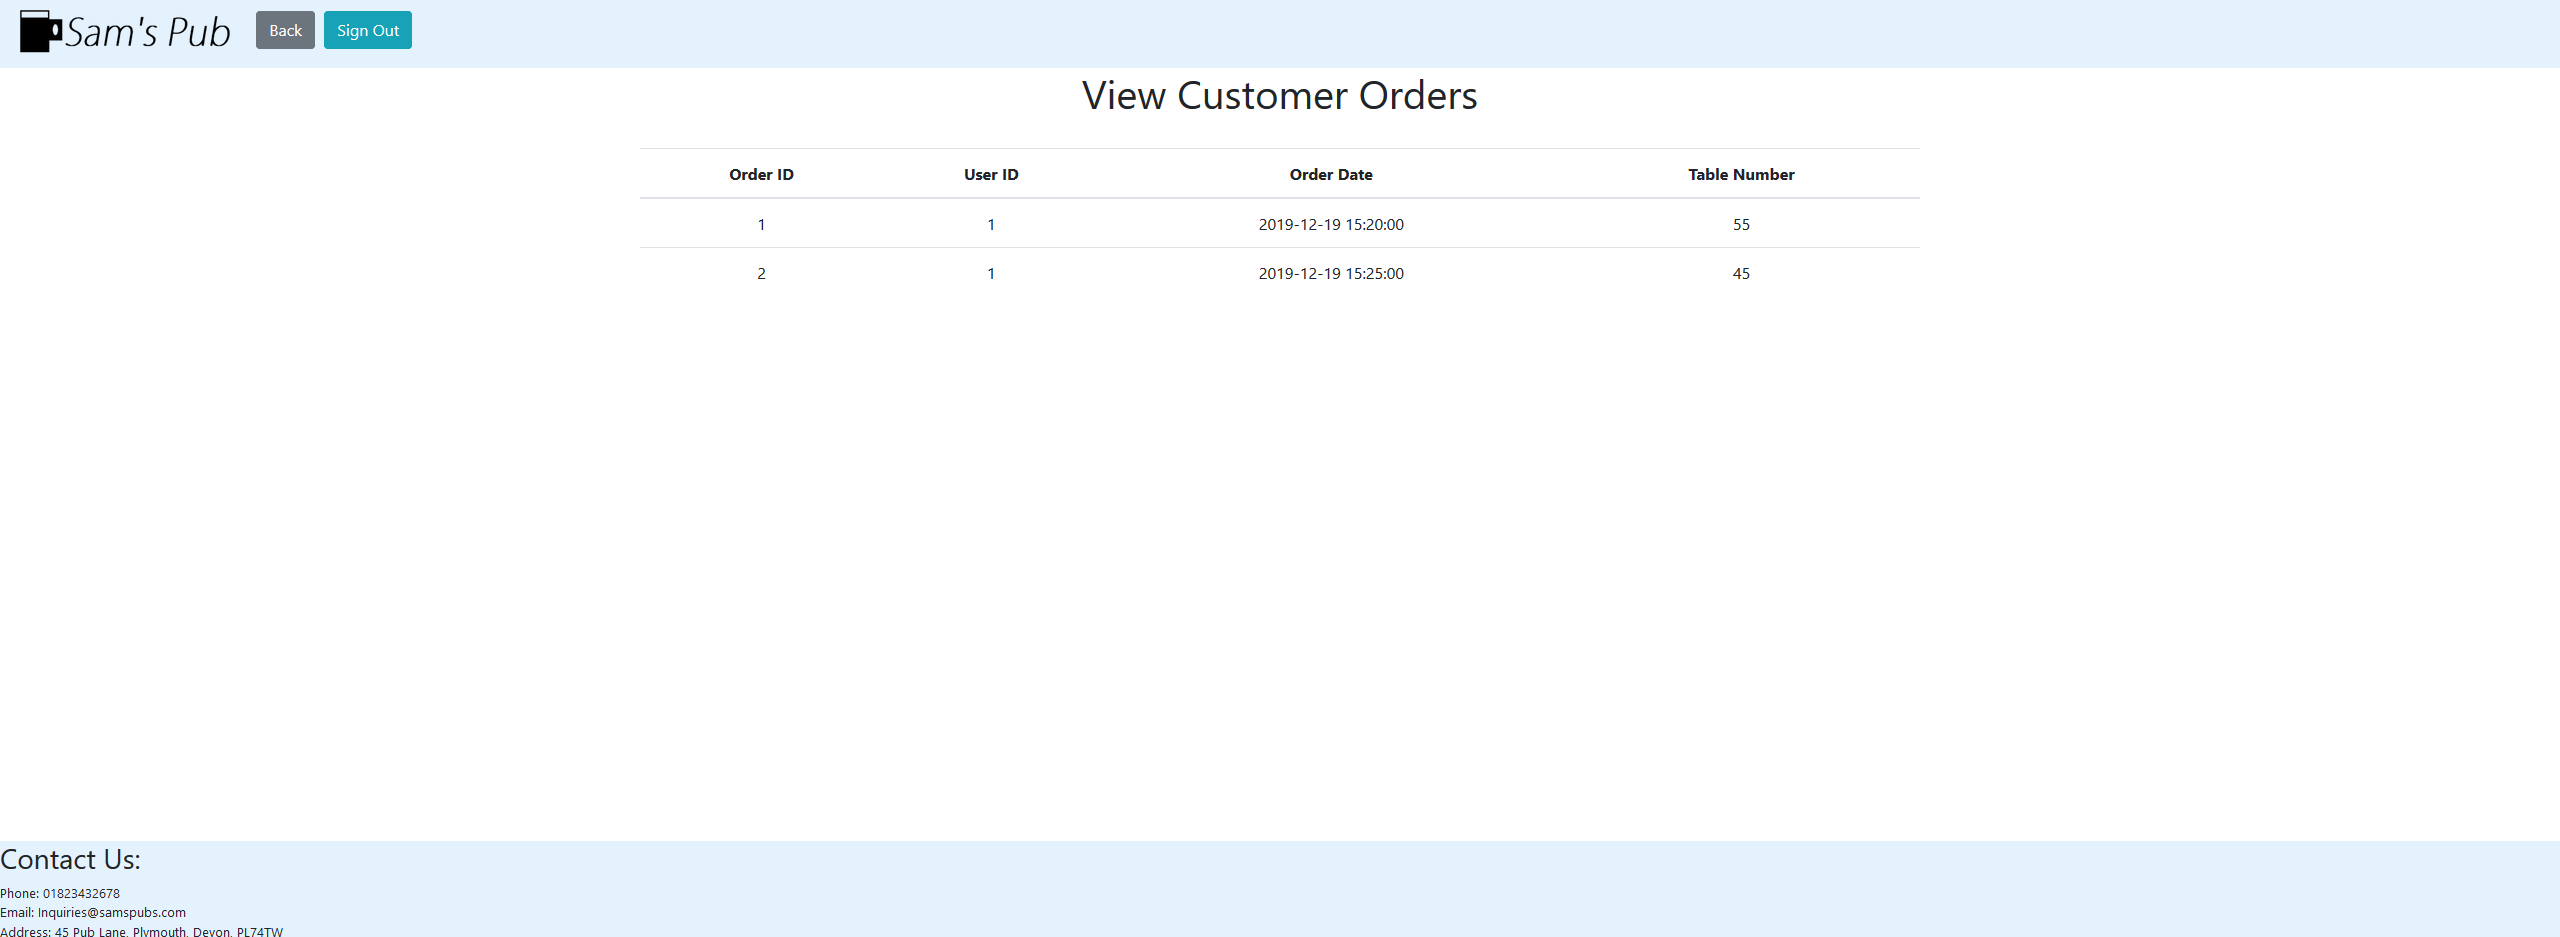 Sam's Pub Back Sign Out
View Customer Orders
Order ID User ID Order Date Table Number
1 1 2019-12-19 15:20:00 55
2 1 2019-12-19 15:25:00 45
Contact Us:
Phone: 01823432678
Email: Inquiries@samspubs.com
Address: 45 Pub Lane, Plymouth, Devon, PL74TW